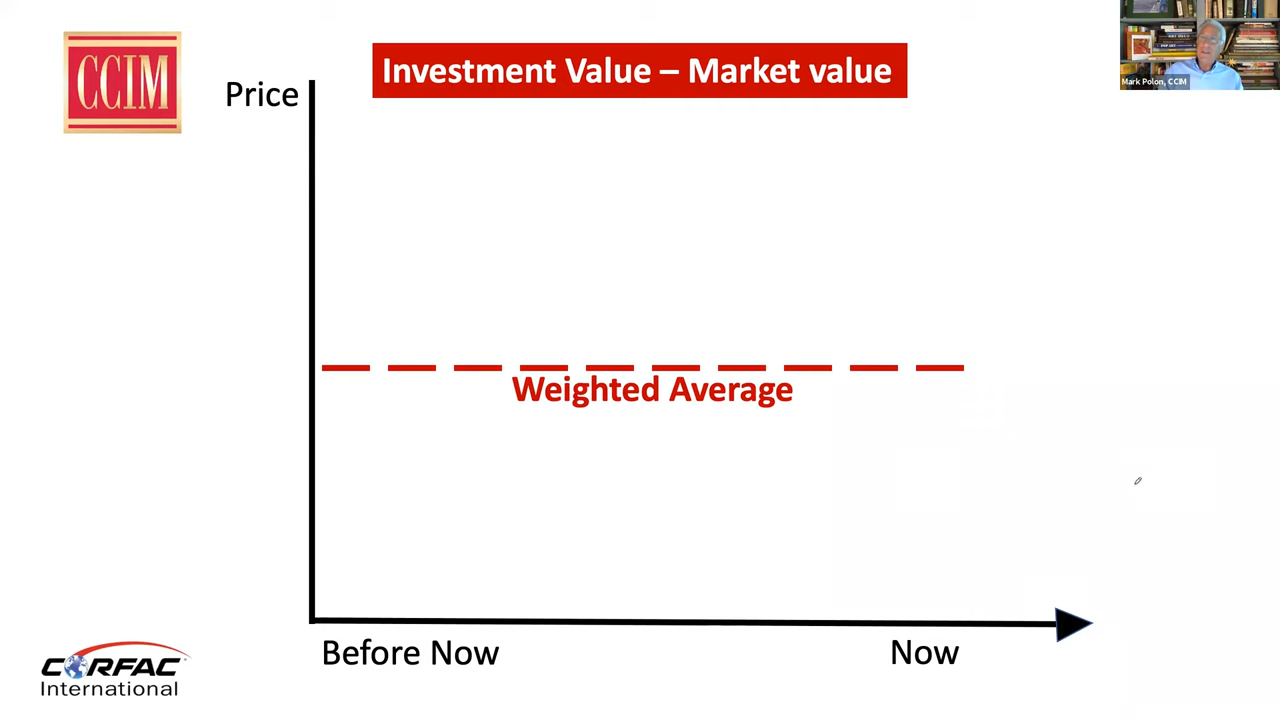 CCIM
Investment Value – Market value
Mark Polon, CCIM
Price
Weighted Average
Before Now
Now
CORFAC
International